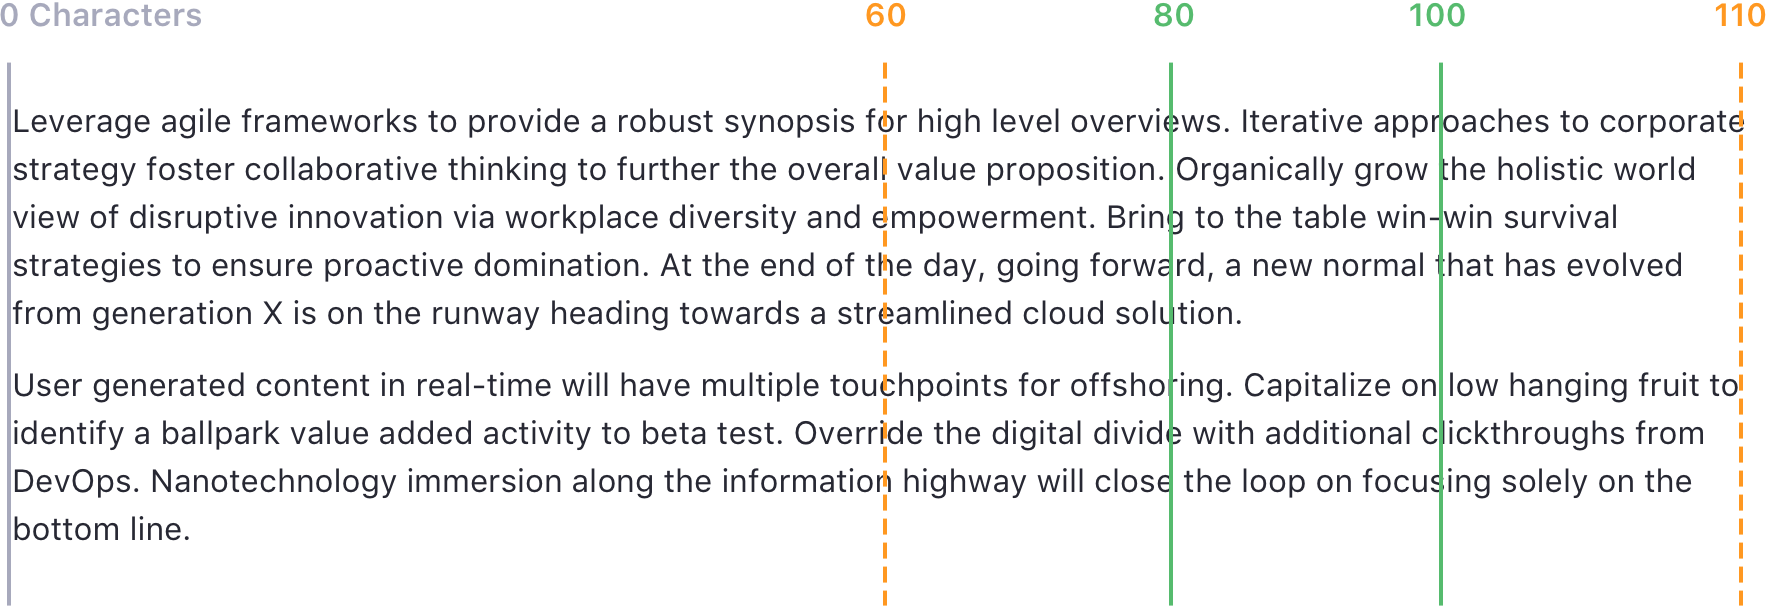 0 Characters 60 80 100 110
Leverage agile frameworks to provide a robust synopsis for high level overviews. Iterative approaches to corporate
strategy foster collaborative thinking to further the overall value proposition. Organically grow the holistic world
view of disruptive innovation via workplace diversity and empowerment. Bring to the table win-win survival
strategies to ensure proactive domination. At the end of the day, going forward, a new normal that has evolved
from generation X is on the runway heading towards a streamlined cloud solution.
User generated content in real-time will have multiple touchpoints for offshoring. Capitalize on low hanging fruit to
identify a ballpark value added activity to beta test. Override the digital divide with additional clickthroughs from
DevOps. Nanotechnology immersion along the information highway will close the loop on focusing solely on the
bottom line.